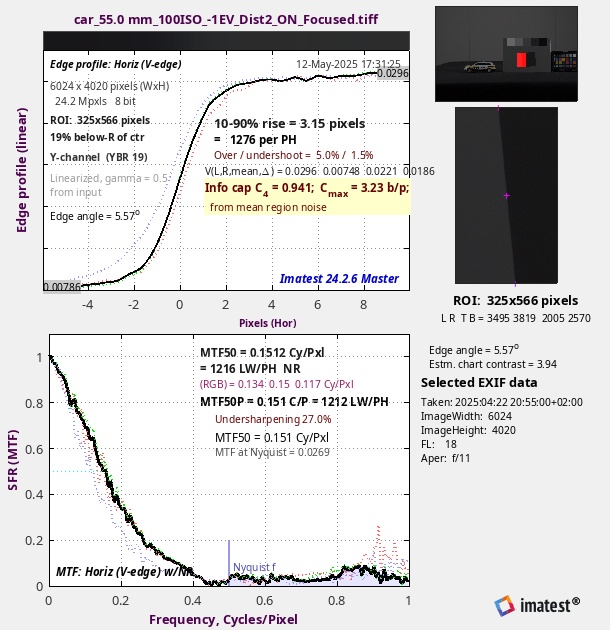 car_55.0 mm_100ISO_-1EV_Dist2_ON_Focused.tiff
Edge profile: Horiz (V-edge)
12-May-2025 17:31:25
0.0296
6024 x 4020 pixels (WxH)
24.2 Mpxls 8 bit
ROI: 325x566 pixels
19% below-R of ctr
Y-channel (YBR 19)
Linearized, gamma = 0.5
from input
Edge angle = 5.57°
10-90% rise = 3.15 pixels
= 1276 per PH
Over / undershoot = 5.0% / 1.5%
V(L,R,mean,Δ) = 0.0296 0.00748 0.0221 0.0186
Info cap C4 = 0.941; Cmax = 3.23 b/p;
from mean region noise
Imatest 24.2.6 Master
0.00786
Edge profile (linear)
-4 -2 0 2 4 6 8
Pixels (Hor)
ROI: 325x566 pixels
L R T B = 3495 3819 2005 2570
Edge angle = 5.57°
Estm. chart contrast = 3.94
Selected EXIF data
Taken: 2025:04:22 20:55:00+02:00
ImageWidth: 6024
ImageHeight: 4020
FL: 18
Aper: f/11
MTF50 = 0.1512 Cy/Pxl
= 1216 LW/PH NR
(RGB) = 0.134 0.15 0.117 Cy/Pxl
MTF50P = 0.151 C/P = 1212 LW/PH
Undersharpening 27.0%
MTF50 = 0.151 Cy/Pxl
MTF at Nyquist = 0.0269
Nyquist f
MTF: Horiz (V-edge) w/NR
SFR (MTF)
1
0.8
0.6
0.4
0.2
0
0 0.2 0.4 0.6 0.8 1
Frequency, Cycles/Pixel
imatest®